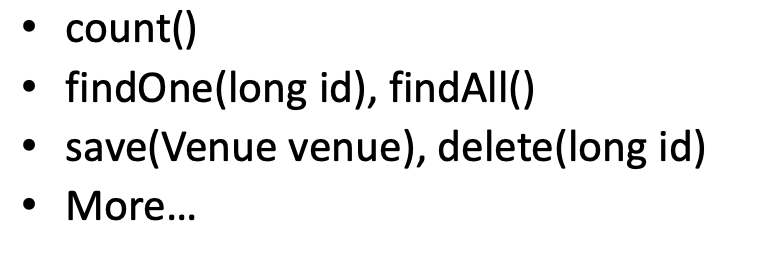 • count()
• findOne(long id), findAll()
• save(Venue venue), delete(long id)
• More...